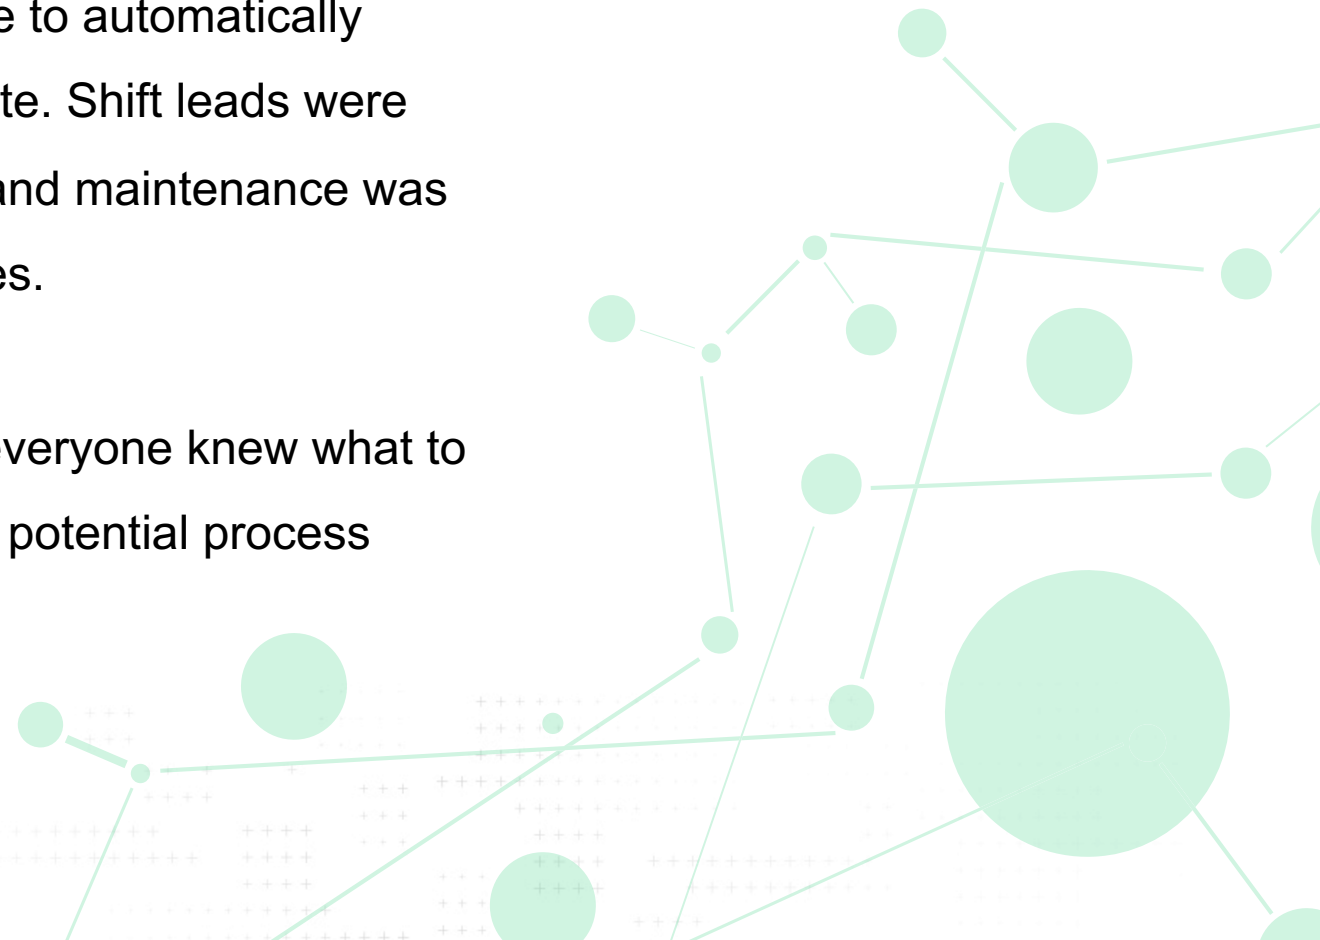 e to automatically
te. Shift leads were
and maintenance was
es.
everyone knew what to
potential process